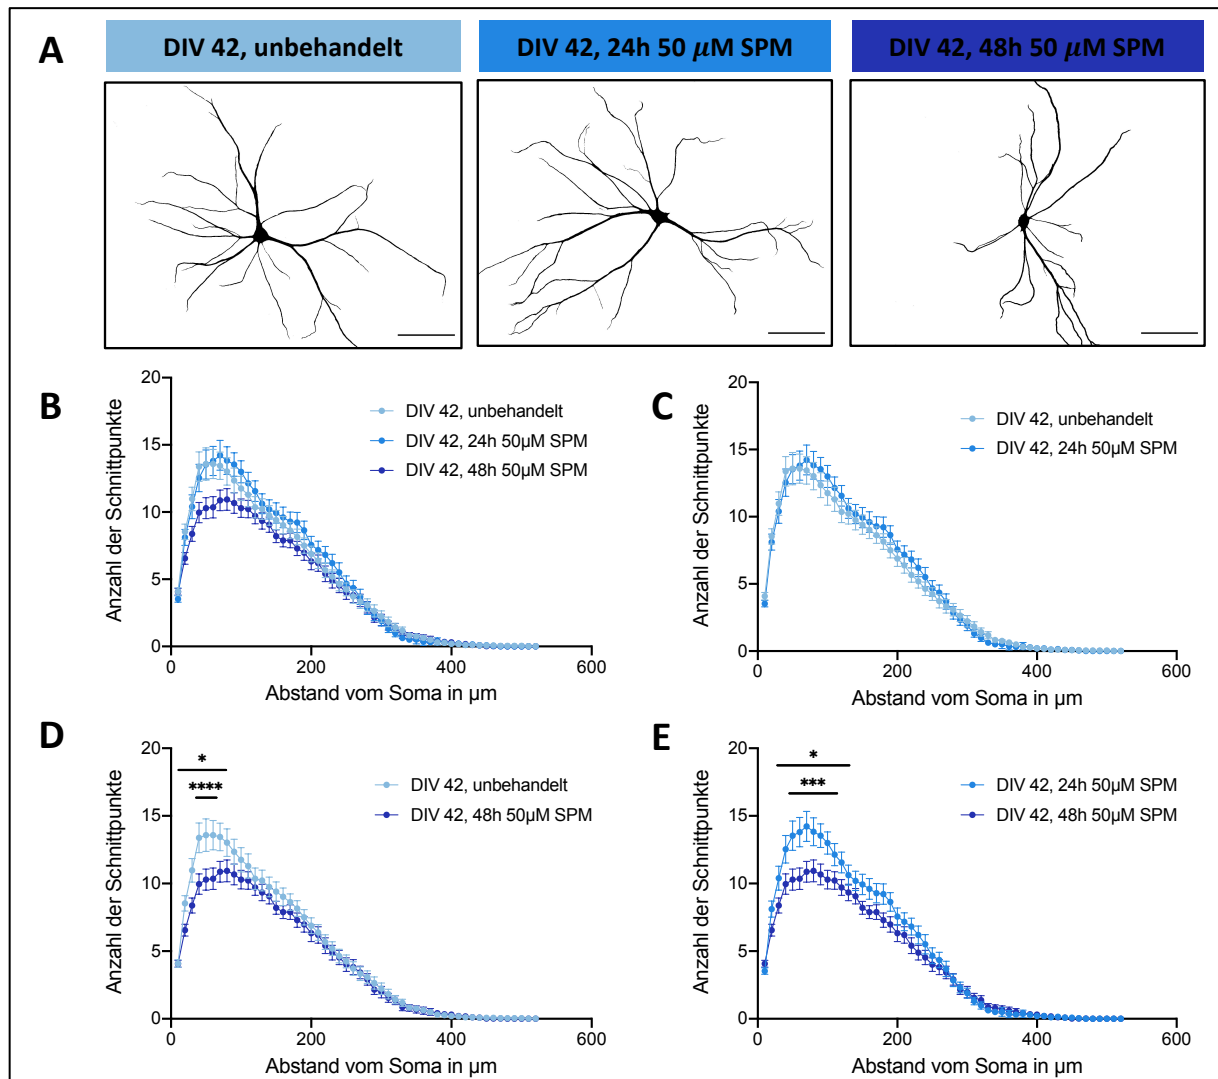 A
DIV 42, unbehandelt
DIV 42, 24h 50 μM SPM
DIV 42, 48h 50 μM SPM
B
Anzahl der Schnittpunkte
20
15
10
5
0
0
200
400
600
Abstand vom Soma in µm
DIV 42, unbehandelt
DIV 42, 24h 50µM SPM
DIV 42, 48h 50µM SPM
C
Anzahl der Schnittpunkte
20
15
10
5
0
0
200
400
600
Abstand vom Soma in µm
DIV 42, unbehandelt
DIV 42, 24h 50µM SPM
D
Anzahl der Schnittpunkte
20
15
10
5
0
0
200
400
600
Abstand vom Soma in µm
*
****
DIV 42, unbehandelt
DIV 42, 48h 50µM SPM
E
Anzahl der Schnittpunkte
20
15
10
5
0
0
200
400
600
Abstand vom Soma in µm
*
***
DIV 42, 24h 50µM SPM
DIV 42, 48h 50µM SPM